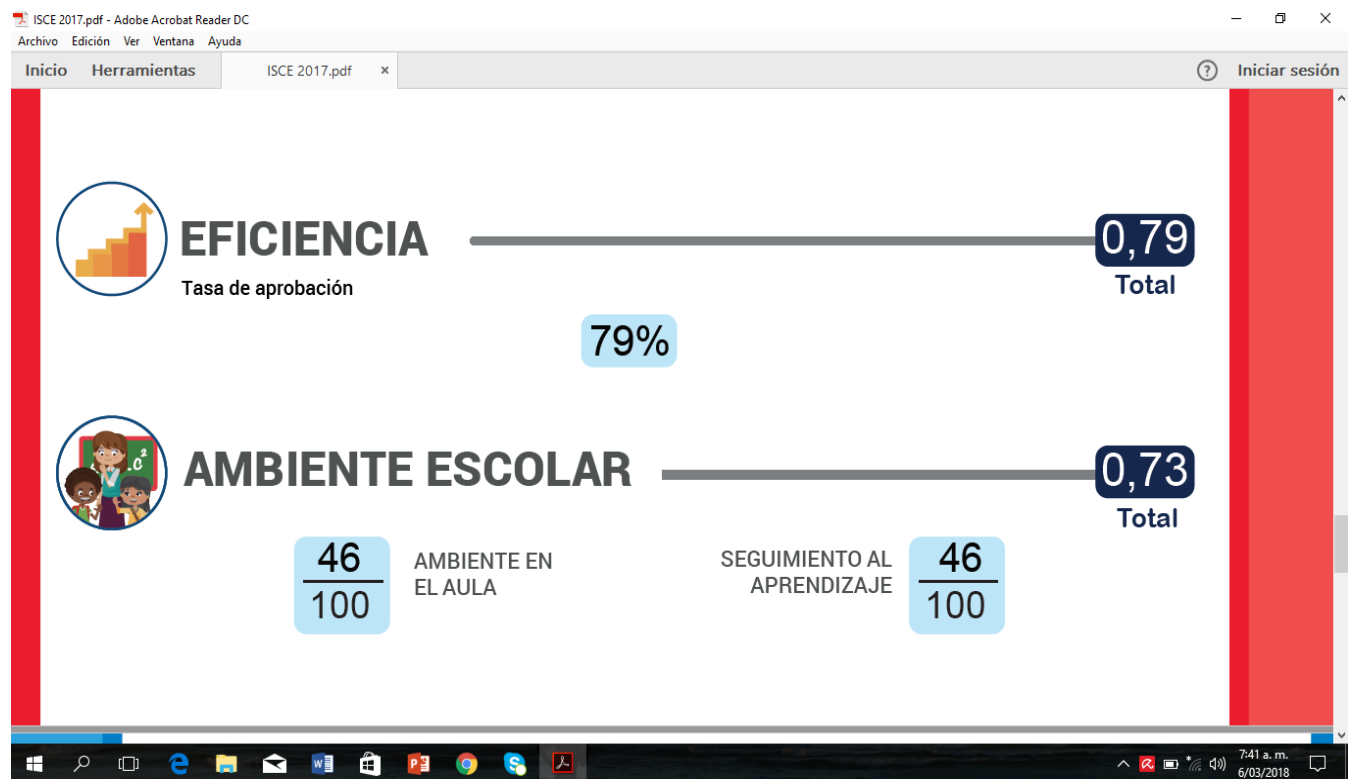 ISCE 2017.pdf - Adobe Acrobat Reader DC
Archivo Edición Ver Ventana Ayuda
Inicio Herramientas ISCE 2017.pdf × ? Iniciar sesión
EFICIENCIA
0,79
Tasa de aprobación
Total
79%
AMBIENTE ESCOLAR
0,73
Total
46
100
AMBIENTE EN
EL AULA
SEGUIMIENTO AL
APRENDIZAJE
46
100
7:41 a. m.
6/03/2018